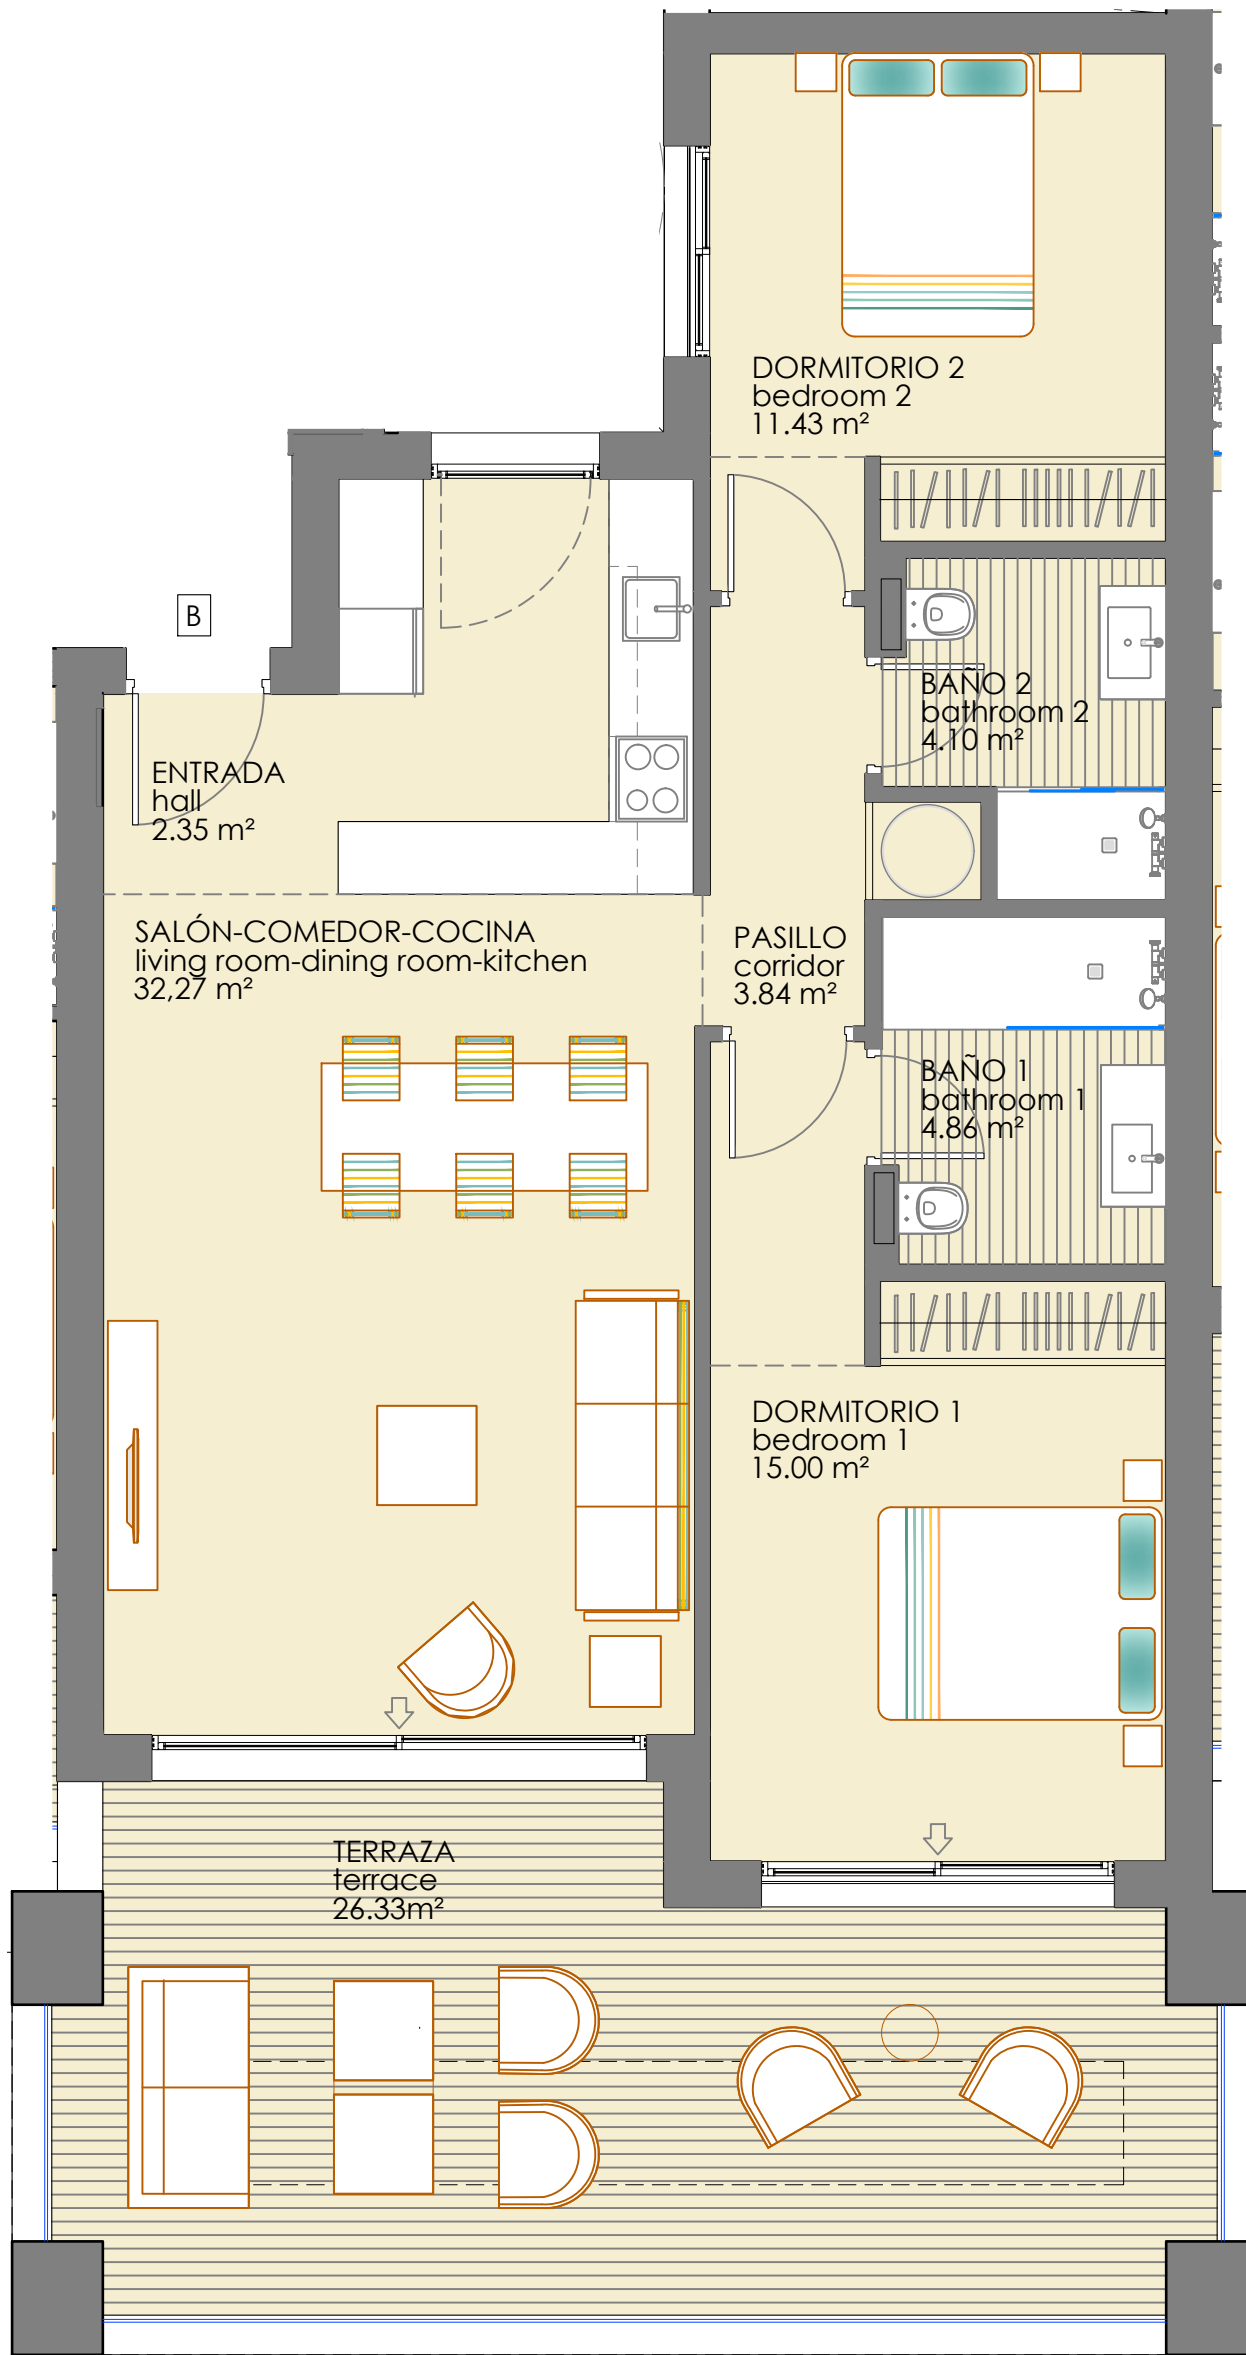 DORMITORIO 2
bedroom 2
11.43 m²
B
BAÑO 2
bathroom 2
4.10 m²
ENTRADA
hall
2.35 m²
SALÓN-COMEDOR-COCINA
living room-dining room-kitchen
32,27 m²
PASILLO
corridor
3.84 m²
BAÑO 1
bathroom 1
4.86 m²
DORMITORIO 1
bedroom 1
15.00 m²
TERRAZA
terrace
26.33m²